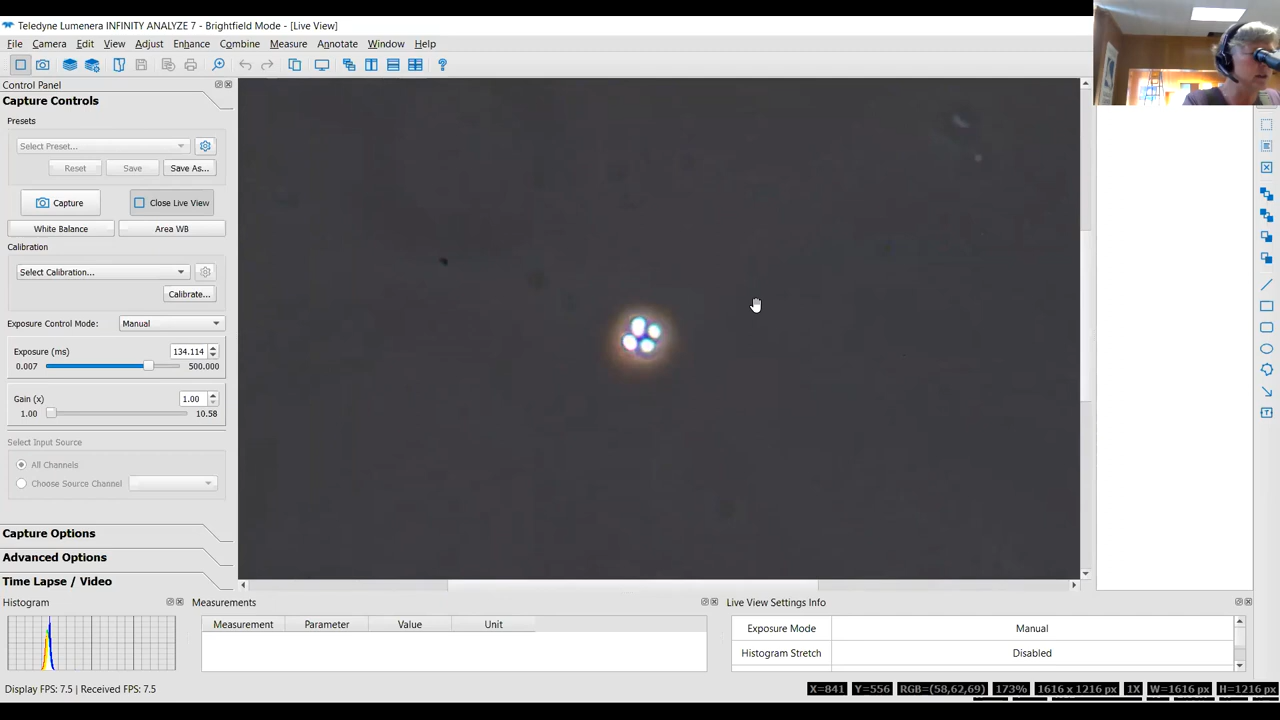 Teledyne Lumenera INFINITY ANALYZE 7 - Brightfield Mode - [Live View]
File Camera Edit View Adjust Enhance Combine Measure Annotate Window Help
Control Panel
Capture Controls
Presets
Select Preset...
Reset Save Save As...
Capture Close Live View
White Balance Area WB
Calibration
Select Calibration...
Calibrate...
Exposure Control Mode: Manual
Exposure (ms) 134.114
0.007 500.000
Gain (x) 1.00
1.00 10.58
Select Input Source
All Channels
Choose Source Channel
Capture Options
Advanced Options
Time Lapse / Video
Histogram Measurements Live View Settings Info
Measurement Parameter Value Unit
Exposure Mode Manual
Histogram Stretch Disabled
Display FPS: 7.5 | Received FPS: 7.5
X=841 Y=556 RGB=(58,62,69) 173% 1616 x 1216 px 1X W=1616 px H=1216 px